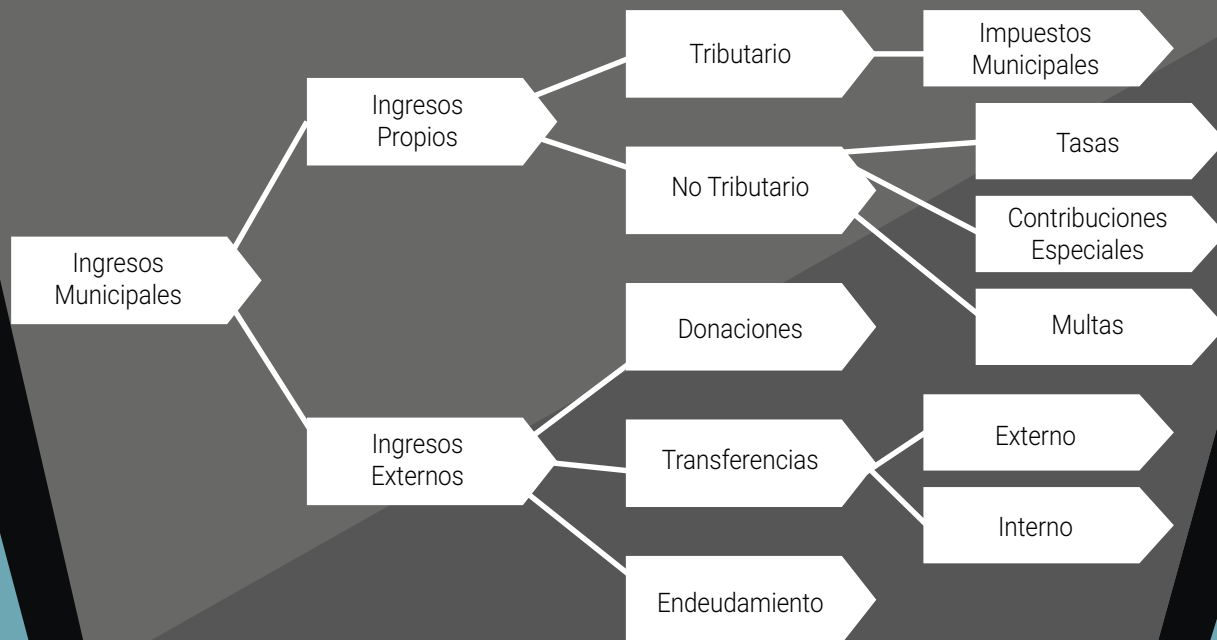 Ingresos
Municipales
Ingresos
Propios
Tributario
Impuestos
Municipales
No Tributario
Tasas
Contribuciones
Especiales
Multas
Ingresos
Externos
Donaciones
Transferencias
Externo
Interno
Endeudamiento